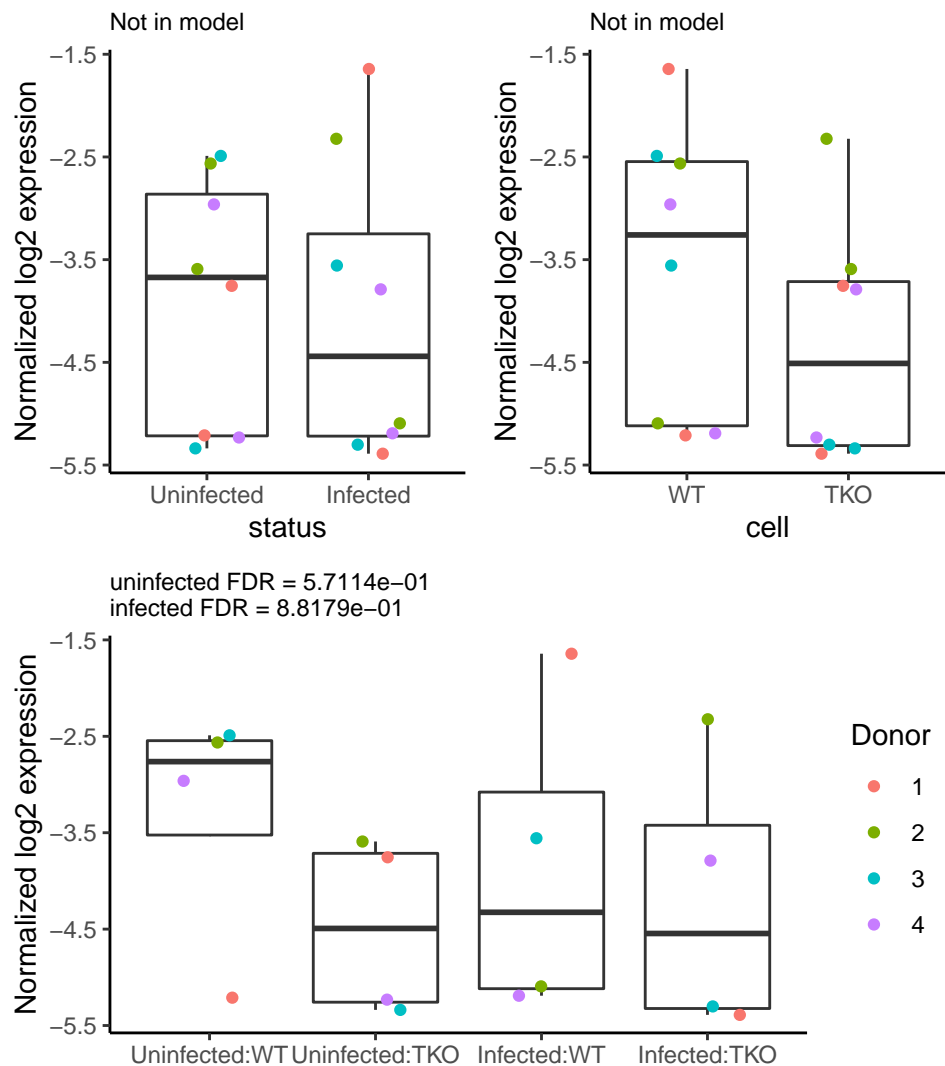 Not in model
Normalized log2 expression
−1.5
−2.5
−3.5
−4.5
−5.5
Uninfected Infected
status
Not in model
Normalized log2 expression
−1.5
−2.5
−3.5
−4.5
−5.5
WT TKO
cell
uninfected FDR = 5.7114e−01
infected FDR = 8.8179e−01
Normalized log2 expression
−1.5
−2.5
−3.5
−4.5
−5.5
Uninfected:WT Uninfected:TKO Infected:WT Infected:TKO
Donor
1
2
3
4